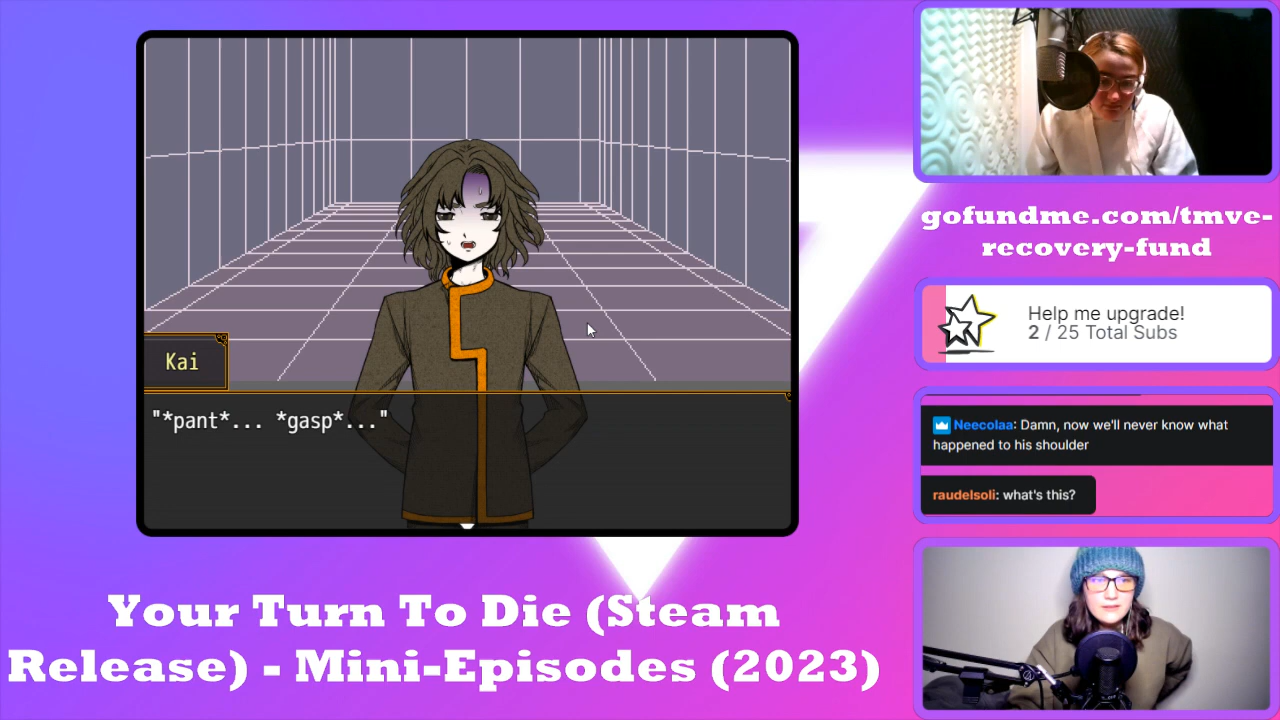 Kai
"*pant*... *gasp*..."
Your Turn To Die (Steam
Release) - Mini-Episodes (2023)
gofundme.com/tmve-
recovery-fund
Help me upgrade!
2 / 25 Total Subs
Neecolaa: Damn, now we'll never know what
happened to his shoulder
raudelsoli: what's this?